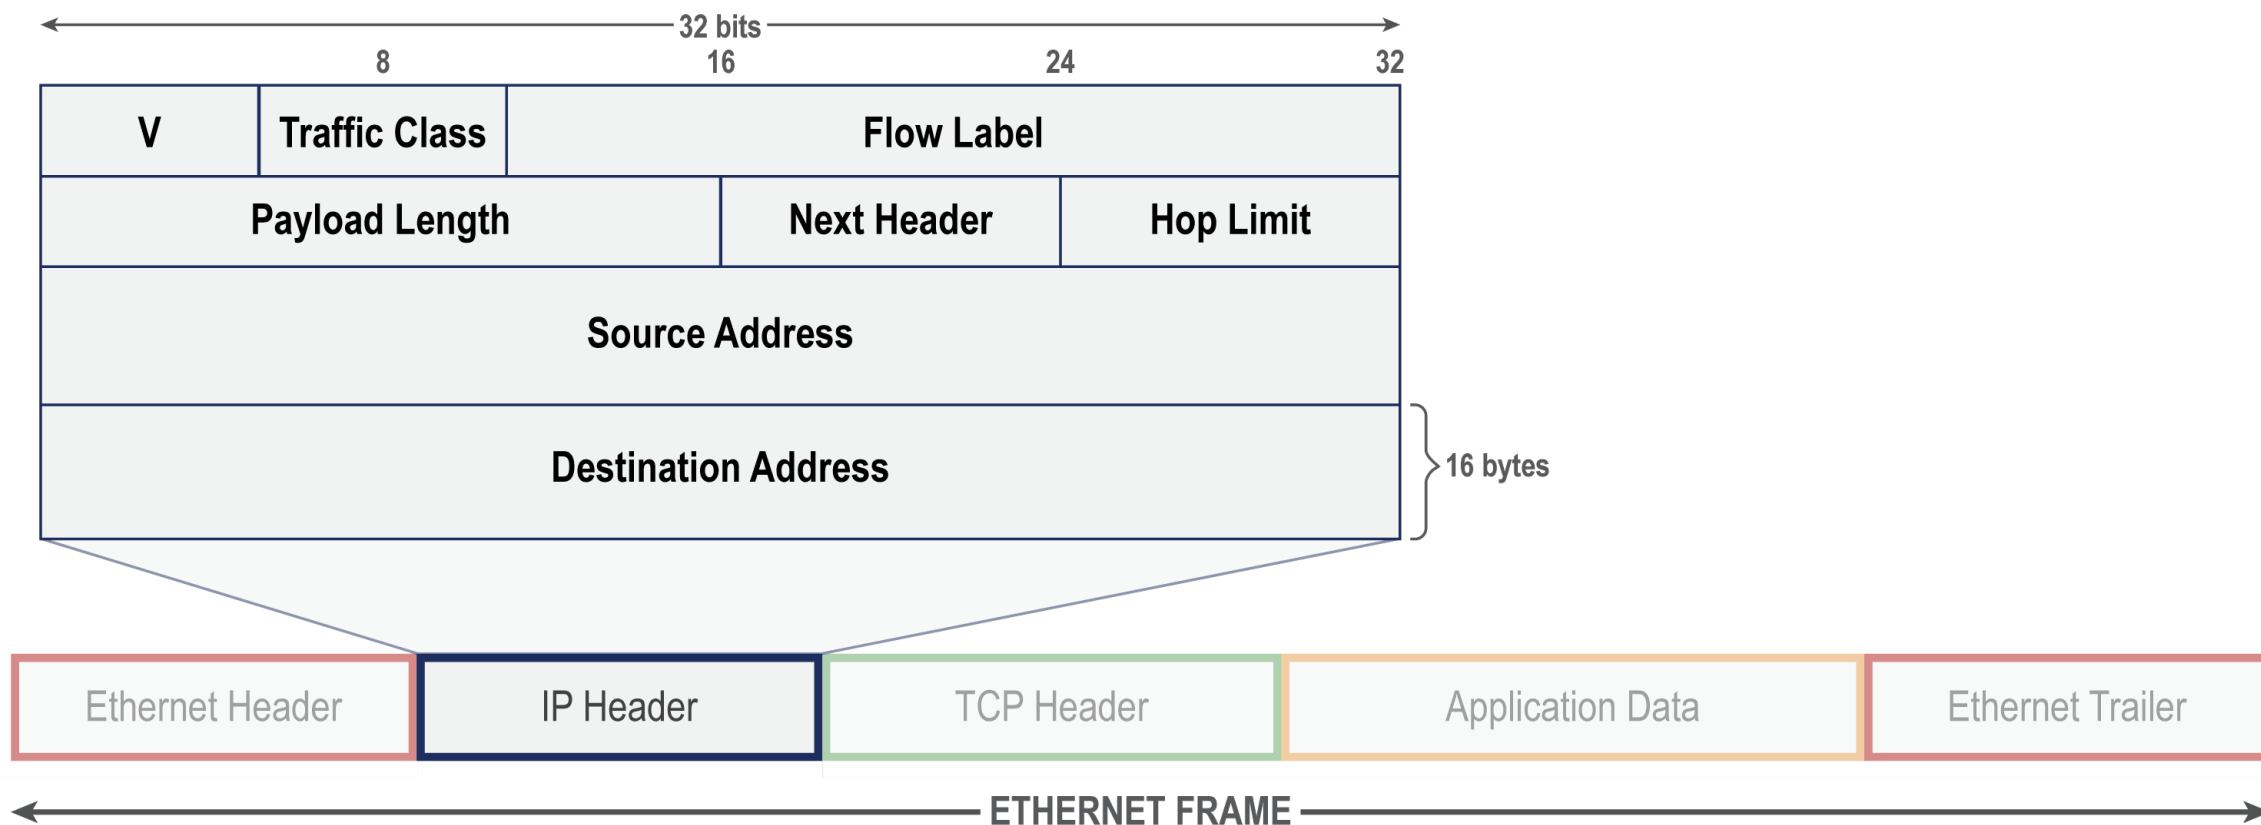 32 bits
8 16 24 32
V Traffic Class Flow Label
Payload Length Next Header Hop Limit
Source Address
Destination Address
16 bytes
Ethernet Header IP Header TCP Header Application Data Ethernet Trailer
ETHERNET FRAME